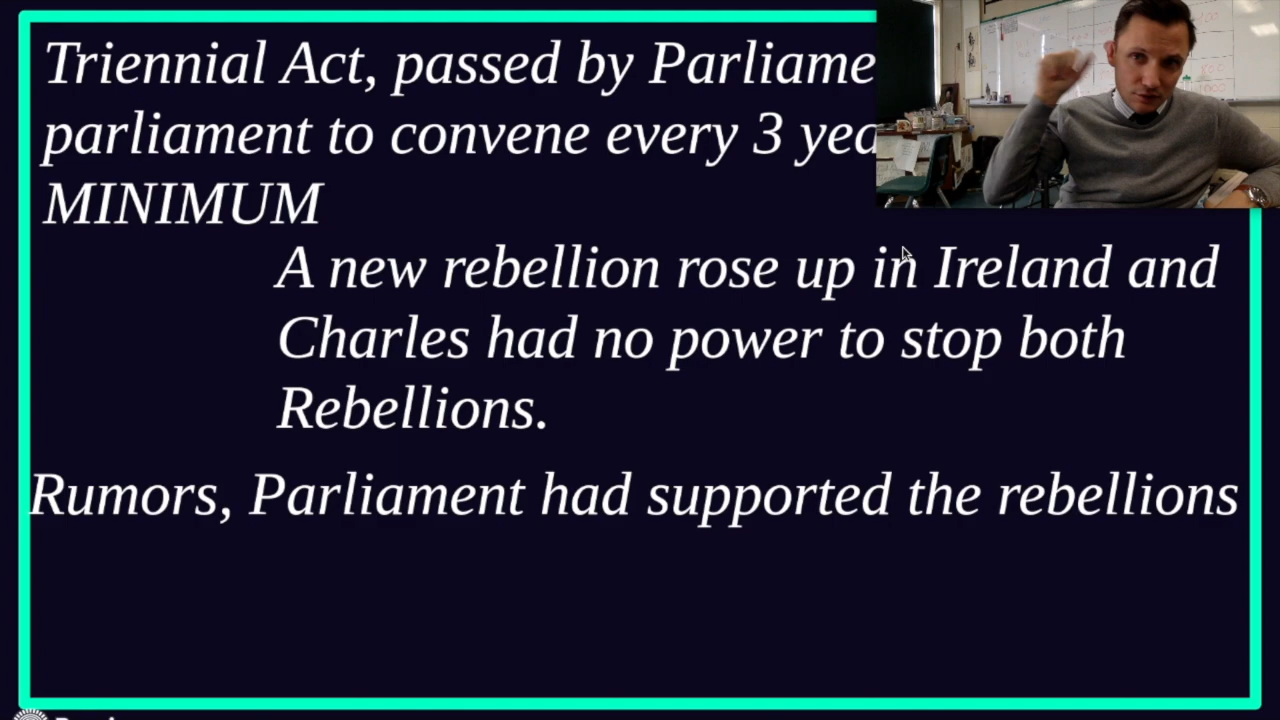 Triennial Act, passed by Parliame
parliament to convene every 3 yea
MINIMUM
A new rebellion rose up in Ireland and
Charles had no power to stop both
Rebellions.
Rumors, Parliament had supported the rebellions